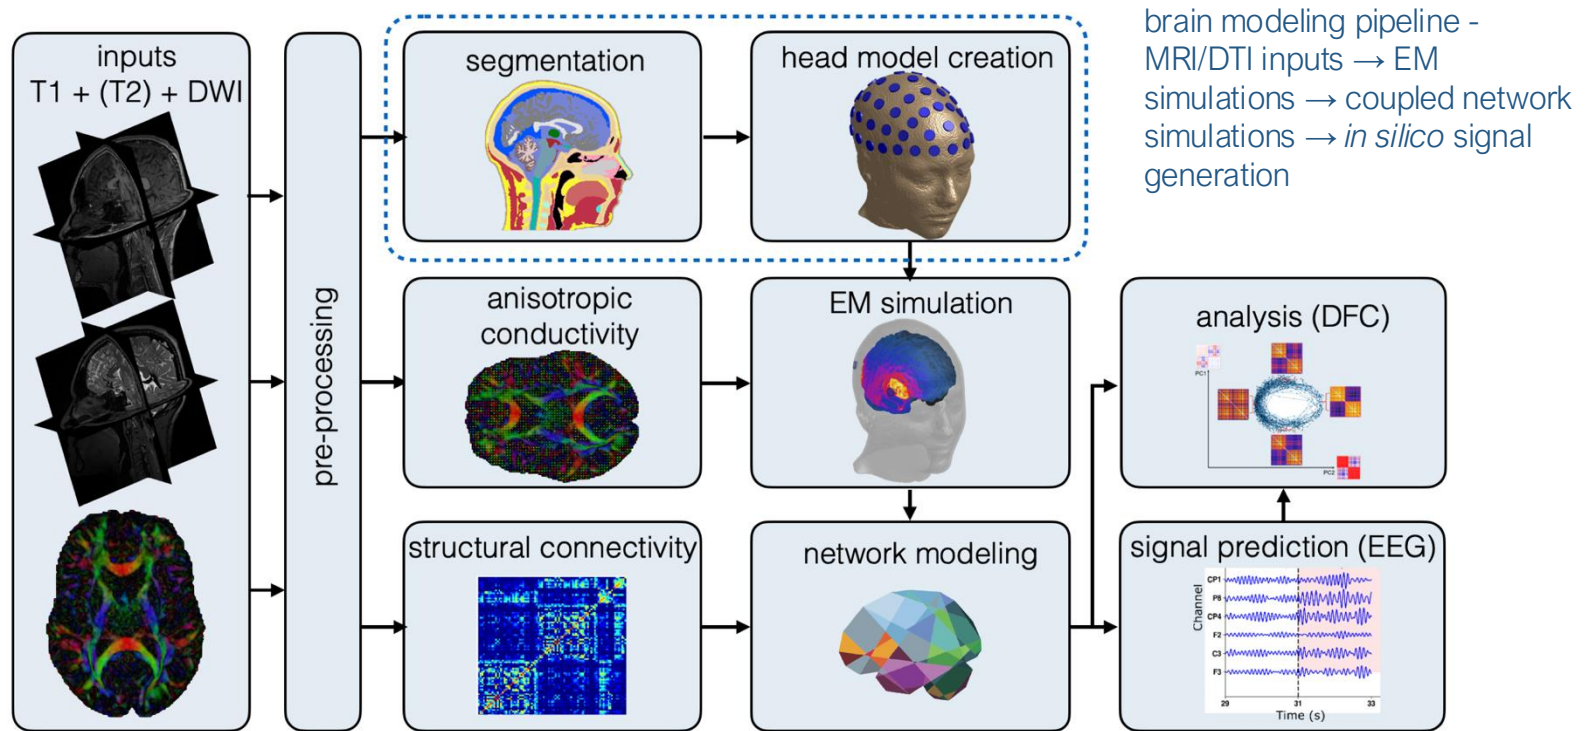 inputs
T1 + (T2) + DWI
pre-processing
segmentation
head model creation
brain modeling pipeline -
MRI/DTI inputs → EM
simulations → coupled network
simulations → in silico signal
generation
anisotropic
conductivity
EM simulation
analysis (DFC)
PC1
PC2
structural connectivity
network modeling
signal prediction (EEG)
Channel
CP1
P8
CP4
F2
C3
F3
29
31
33
Time (s)